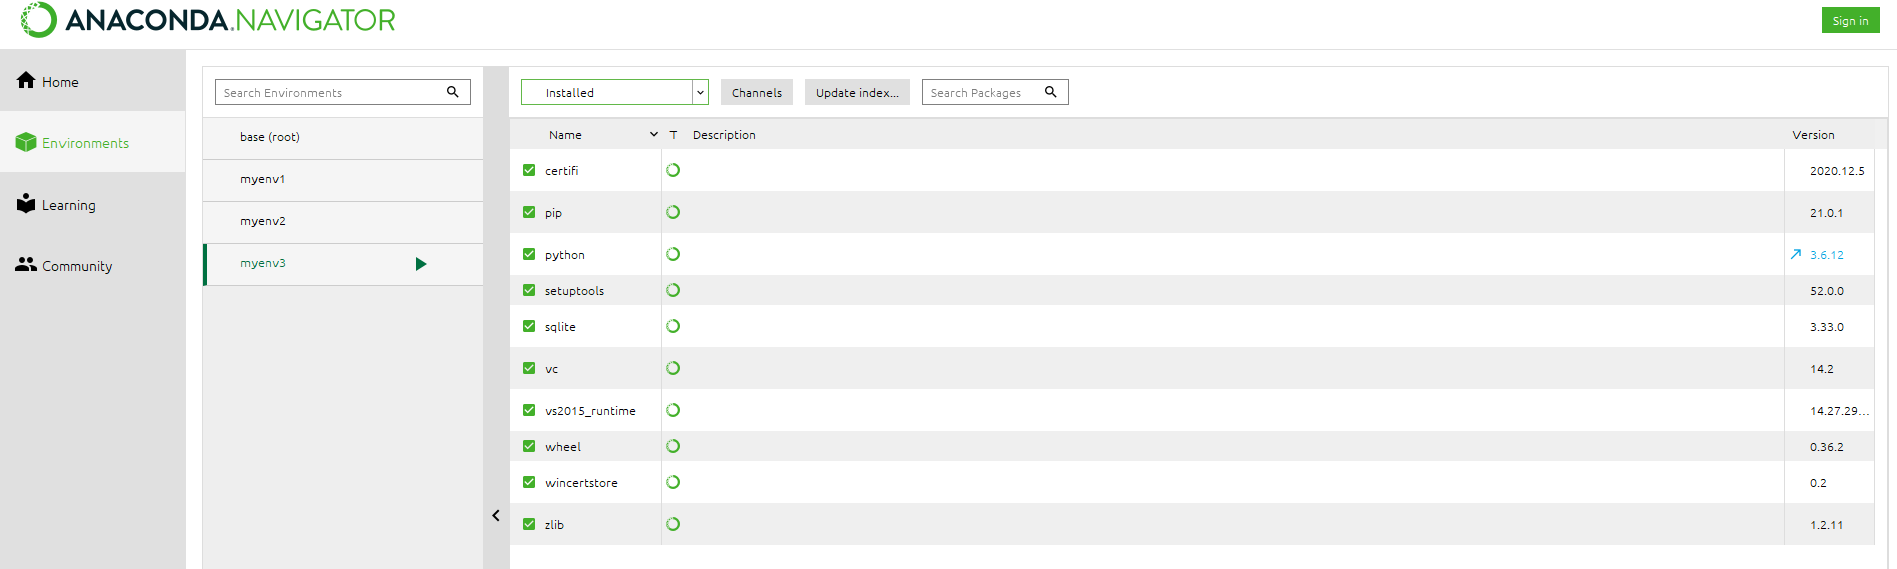 ANACONDA.NAVIGATOR
Sign in
Home
Environments
Learning
Community
Search Environments
base (root)
myenv1
myenv2
myenv3
Installed
Channels
Update index...
Search Packages
Name T Description Version
certifi 2020.12.5
pip 21.0.1
python 3.6.12
setuptools 52.0.0
sqlite 3.33.0
vc 14.2
vs2015_runtime 14.27.29...
wheel 0.36.2
wincertstore 0.2
zlib 1.2.11